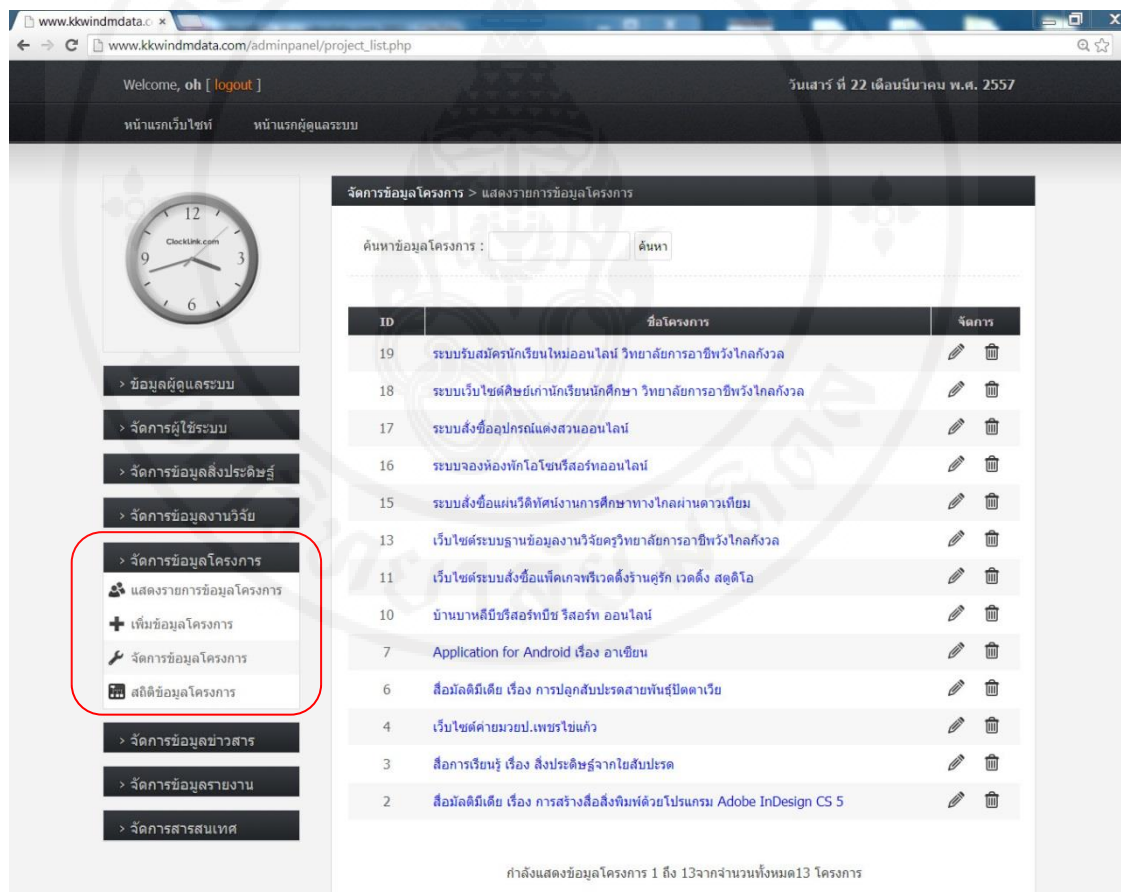 www.kkwindmdata.c ×
www.kkwindmdata.com/adminpanel/project_list.php
Welcome, oh [ logout ]
วันเสาร์ ที่ 22 เดือนมีนาคม พ.ศ. 2557
หน้าแรกเว็บไซท์ หน้าแรกผู้ดูแลระบบ
12
ClockLink.com
9 3
6
> ข้อมูลผู้ดูแลระบบ
> จัดการผู้ใช้ระบบ
> จัดการข้อมูลสิ่งประดิษฐ์
> จัดการข้อมูลงานวิจัย
> จัดการข้อมูลโครงการ
แสดงรายการข้อมูลโครงการ
เพิ่มข้อมูลโครงการ
จัดการข้อมูลโครงการ
สถิติข้อมูลโครงการ
> จัดการข้อมูลข่าวสาร
> จัดการข้อมูลรายงาน
> จัดการสารสนเทศ
จัดการข้อมูลโครงการ > แสดงรายการข้อมูลโครงการ
ค้นหาข้อมูลโครงการ : ค้นหา
ID ชื่อโครงการ จัดการ
19 ระบบรับสมัครนักเรียนใหม่ออนไลน์ วิทยาลัยการอาชีพวังไกลกังวล
18 ระบบเว็บไซต์ศิษย์เก่านักเรียนนักศึกษา วิทยาลัยการอาชีพวังไกลกังวล
17 ระบบสั่งซื้ออุปกรณ์แต่งสวนออนไลน์
16 ระบบจองห้องพักโอโซนรีสอร์ทออนไลน์
15 ระบบสั่งซื้อแผ่นวีดิทัศน์งานการศึกษาทางไกลผ่านดาวเทียม
13 เว็บไซต์ระบบฐานข้อมูลงานวิจัยครูวิทยาลัยการอาชีพวังไกลกังวล
11 เว็บไซต์ระบบสั่งซื้อแพ็คเกจพรีเวดดิ้งร้านคู่รัก เวดดิ้ง สตูดิโอ
10 บ้านบาหลีบีชรีสอร์ทบีช รีสอร์ท ออนไลน์
7 Application for Android เรื่อง อาเซียน
6 สื่อมัลติมีเดีย เรื่อง การปลูกสับปะรดสายพันธุ์ปัตตาเวีย
4 เว็บไซต์ค่ายมวยป.เพชรไข่แก้ว
3 สื่อการเรียนรู้ เรื่อง สิ่งประดิษฐ์จากใยสับปะรด
2 สื่อมัลติมีเดีย เรื่อง การสร้างสื่อสิ่งพิมพ์ด้วยโปรแกรม Adobe InDesign CS 5
กำลังแสดงข้อมูลโครงการ 1 ถึง 13จากจำนวนทั้งหมด13 โครงการ